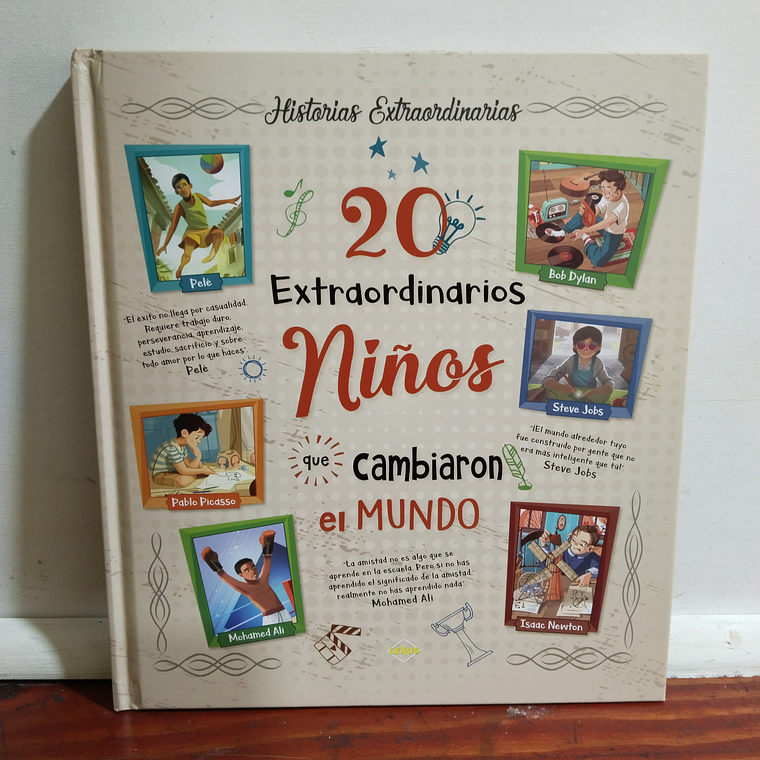 Historias Extraordinarias
20
Extraordinarios
Niños
que cambiaron
el MUNDO
Pelé
"El exito no llega por casualidad.
Requiere trabajo duro,
perseverancia, aprendizaje,
estudio, sacrificio y sobre
todo amor por lo que haces".
Pelé
Bob Dylan
Steve Jobs
"¡El mundo alrededor tuyo
fue construido por gente que no
era más inteligente que tú!".
Steve Jobs
Pablo Picasso
Mohamed Ali
"La amistad no es algo que se
aprende en la escuela. Pero si no has
aprendido el significado de la amistad,
realmente no has aprendido nada".
Mohamed Ali
Isaac Newton
LEXUS